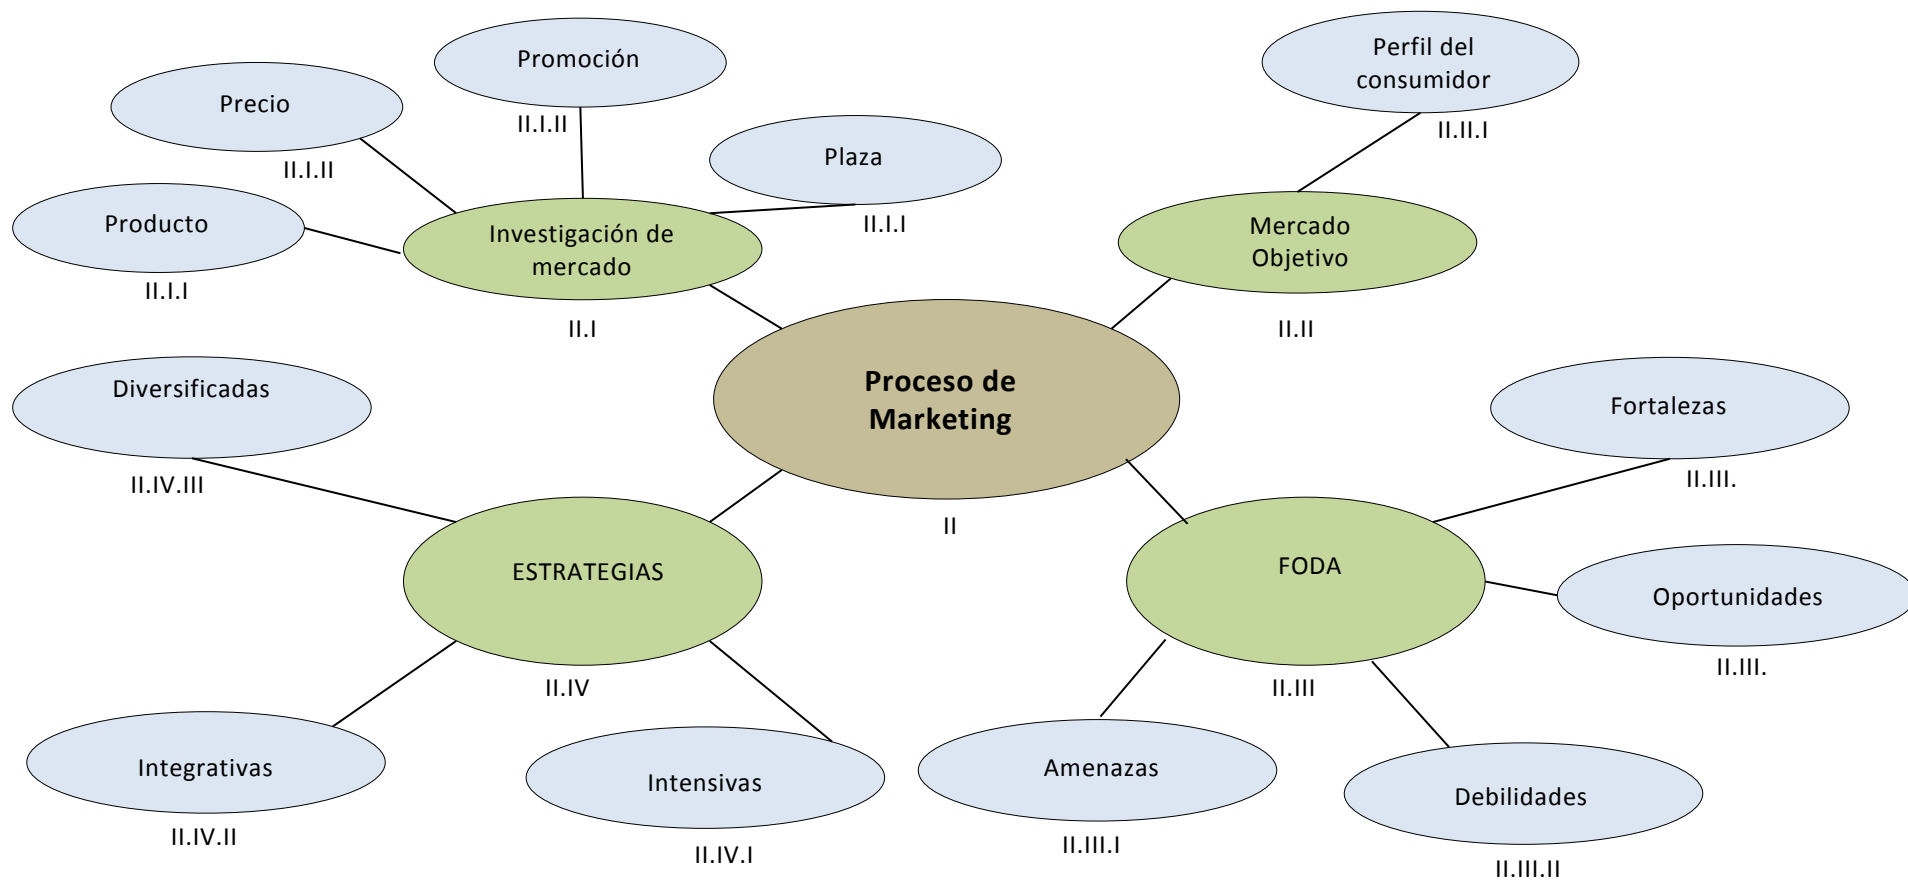 Promoción
II.I.II
Perfil del
consumidor
II.II.I
Precio
II.I.II
Plaza
II.I.I
Producto
II.I.I
Investigación de
mercado
II.I
Mercado
Objetivo
II.II
Proceso de
Marketing
II
Diversificadas
II.IV.III
Fortalezas
II.III.
ESTRATEGIAS
II.IV
FODA
II.III
Oportunidades
II.III.
Integrativas
II.IV.II
Intensivas
II.IV.I
Amenazas
II.III.I
Debilidades
II.III.II